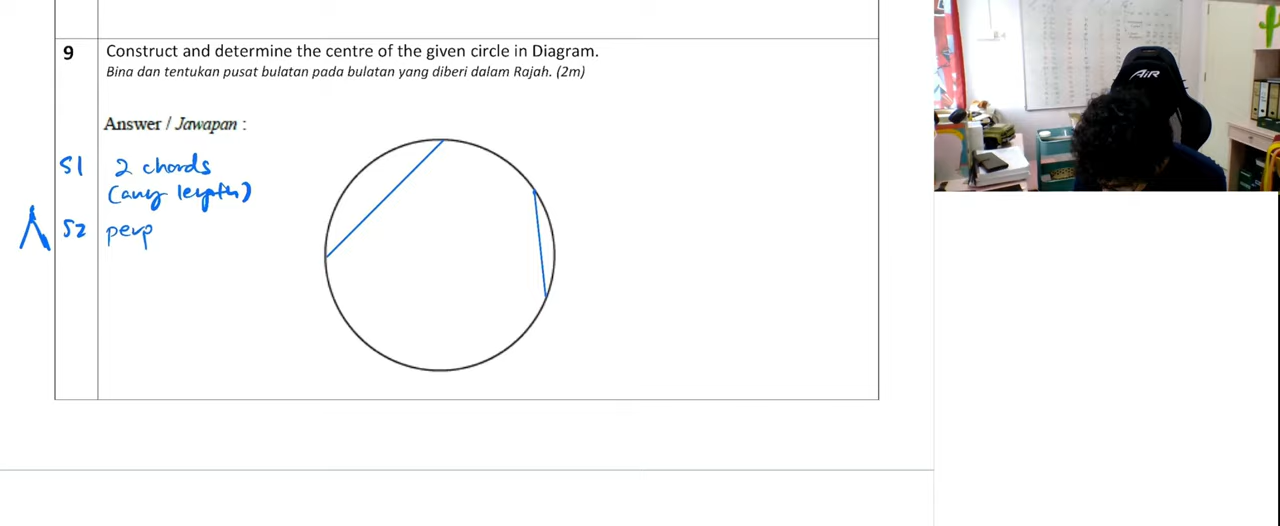 9
Construct and determine the centre of the given circle in Diagram.
Bina dan tentukan pusat bulatan pada bulatan yang diberi dalam Rajah. (2m)
Answer / Jawapan :
S1 2 chords
(any length)
S2 perp
AiR